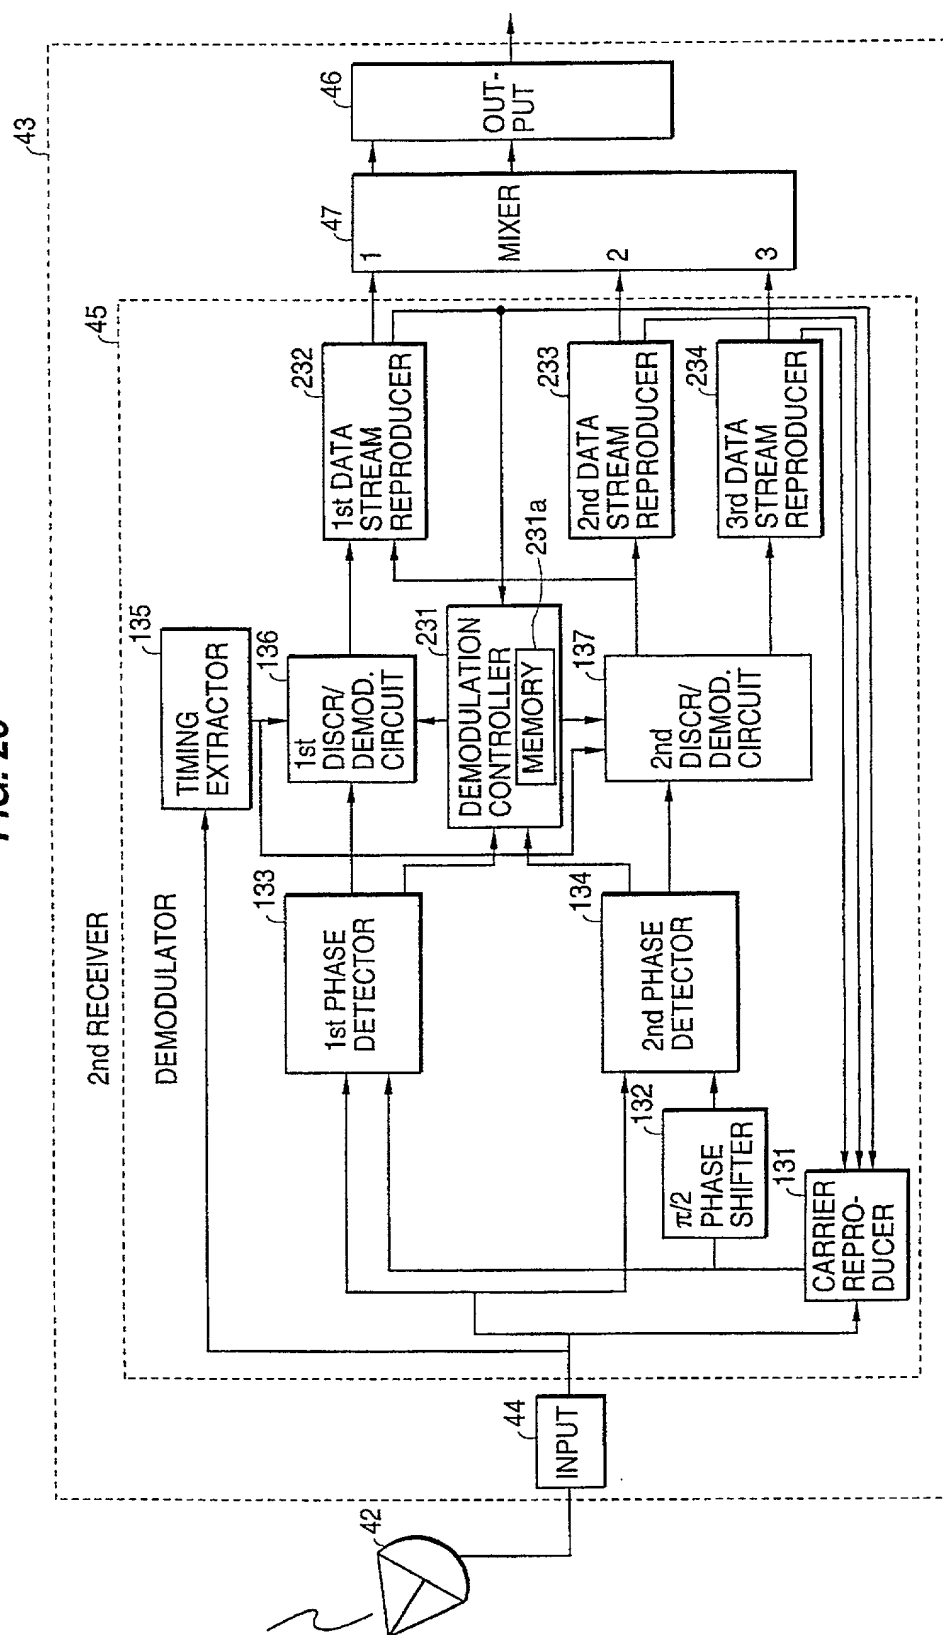 43
2nd RECEIVER
45
DEMODULATOR
42
44
INPUT
135
TIMING
EXTRACTOR
133
1st PHASE
DETECTOR
136
1st
DISCR/
DEMOD.
CIRCUIT
232
1st DATA
STREAM
REPRODUCER
47
1
MIXER
2
3
46
OUT-
PUT
231
DEMODULATION
CONTROLLER
MEMORY
231a
134
2nd PHASE
DETECTOR
137
2nd
DISCR/
DEMOD.
CIRCUIT
233
2nd DATA
STREAM
REPRODUCER
234
3rd DATA
STREAM
REPRODUCER
132
π/2
PHASE
SHIFTER
131
CARRIER
REPRO-
DUCER